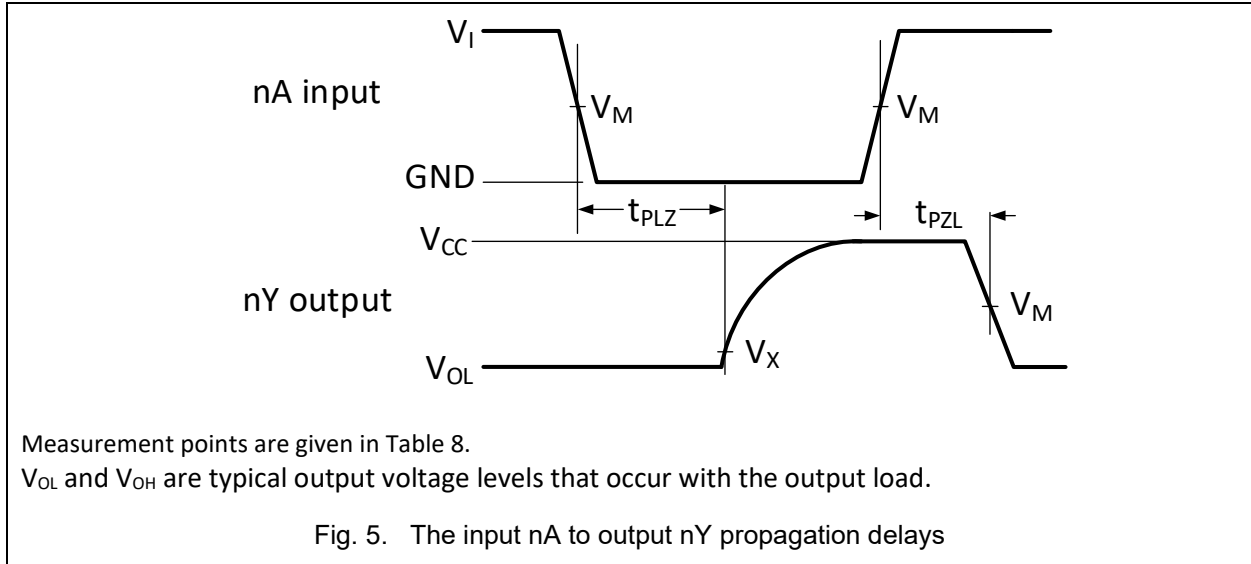 V_I
nA input
V_M
V_M
GND
t_PLZ
t_PZL
V_CC
nY output
V_M
V_X
V_OL
Measurement points are given in Table 8.
V_OL and V_OH are typical output voltage levels that occur with the output load.
Fig. 5. The input nA to output nY propagation delays